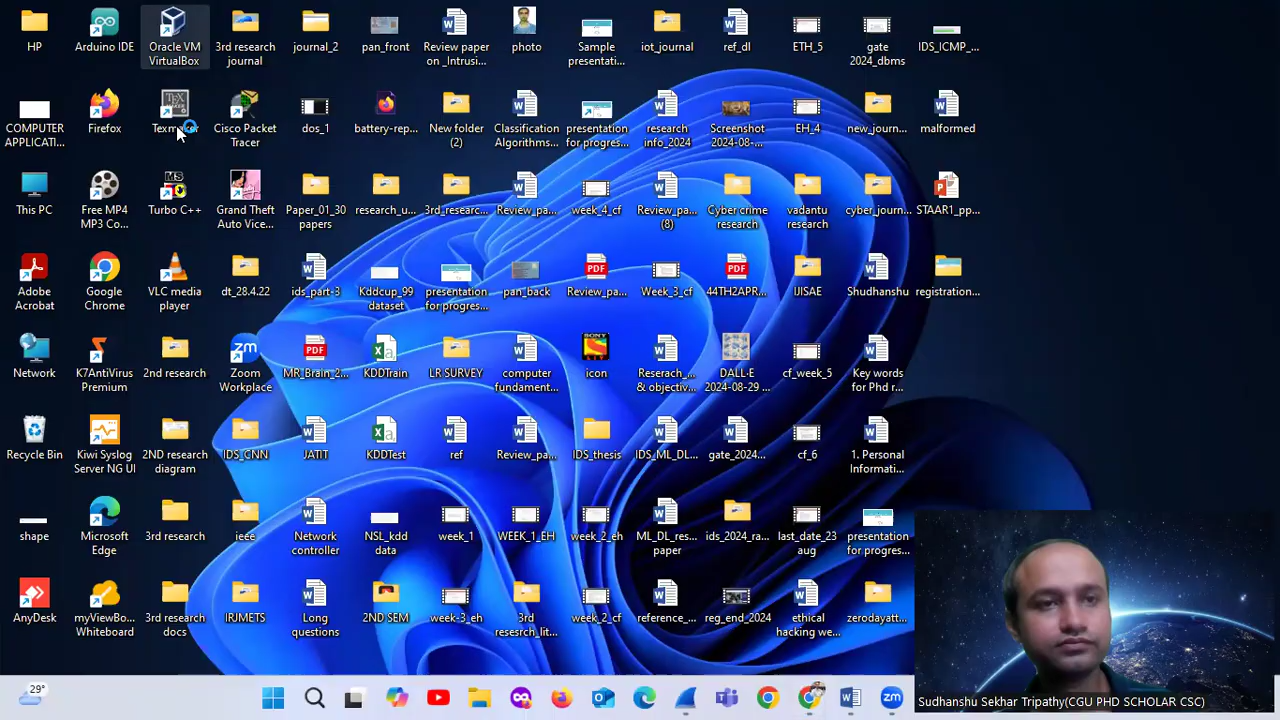 HP
Arduino IDE
Oracle VM
VirtualBox
3rd research
journal
journal_2
pan_front
Review paper
on _Intrusi...
photo
Sample
presentati...
iot_journal
ref_dl
ETH_5
gate
2024_dbms
IDS_ICMP_...
COMPUTER
APPLICATI...
Firefox
Cisco Packet
Tracer
dos_1
battery-rep...
New folder
(2)
Classification
Algorithms...
presentation
for progres...
research
info_2024
Screenshot
2024-08-...
EH_4
new_journ...
malformed
This PC
Free MP4
MP3 Co...
Turbo C++
Grand Theft
Auto Vice...
Paper_01_30
papers
research_u...
3rd_researc...
Review_pa...
week_4_cf
Review_pa...
(8)
Cyber crime
research
vadantu
research
cyber_journ...
STAAR1_pp...
Adobe
Acrobat
Google
Chrome
VLC media
player
dt_28.4.22
ids_part-3
Kddcup_99
dataset
presentation
for progres...
pan_back
Review_pa...
Week_3_cf
44TH2APR...
IJISAE
Shudhanshu
registration...
Network
K7AntiVirus
Premium
2nd research
Zoom
Workplace
MR_Brain_2...
KDDTrain
LR SURVEY
computer
fundament...
icon
Reserach_...
& objectiv...
DALL·E
2024-08-29 ...
cf_week_5
Key words
for Phd r...
Recycle Bin
Kiwi Syslog
Server NG UI
2ND research
diagram
IDS_CNN
JATIT
KDDTest
ref
Review_pa...
IDS_thesis
IDS_ML_DL...
gate_2024...
cf_6
1. Personal
Informati...
shape
Microsoft
Edge
3rd research
ieee
Network
controller
NSL_kdd
data
week_1
WEEK_1_EH
week_2_eh
ML_DL_res...
paper
ids_2024_ra...
last_date_23
aug
presentation
for progres...
AnyDesk
myViewBo...
Whiteboard
3rd research
docs
IRJMETS
Long
questions
2ND SEM
week-3_eh
3rd
research_lit...
week_2_cf
reference_...
reg_end_2024
ethical
hacking we...
zerodayatt...
29°
Sudhanshu Sekhar Tripathy(CGU PHD SCHOLAR CSC)